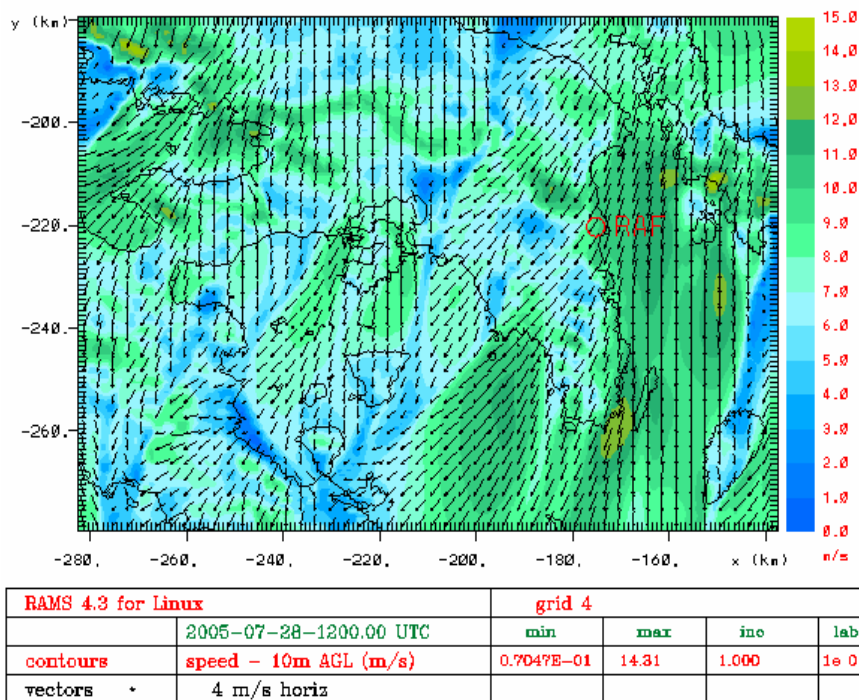 y (km)
15.0
14.0
13.0
12.0
-200.
11.0
10.0
-220.
RAF
9.0
8.0
7.0
-240.
6.0
5.0
4.0
-260.
3.0
2.0
1.0
0.0
-280. -260. -240. -220. -200. -180. -160. x (km) m/s
RAMS 4.3 for Linux grid 4
2005-07-28-1200.00 UTC min max inc lab
contours speed - 10m AGL (m/s) 0.7047E-01 14.31 1.000 1e 0
vectors 4 m/s horiz